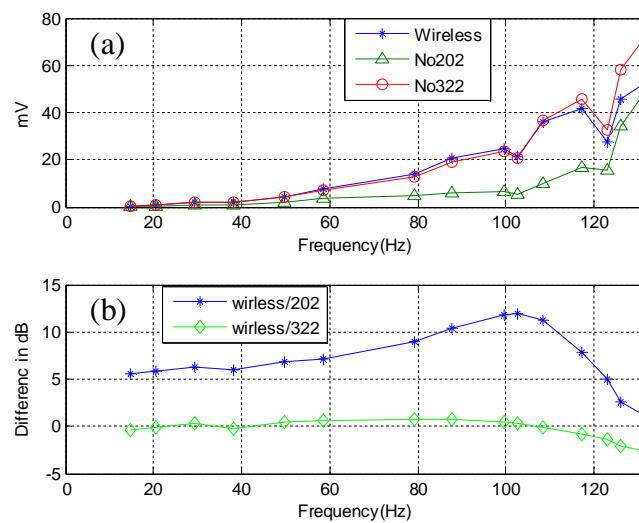 (a)
Wireless
No202
No322
80
60
40
20
0
mV
0 20 40 60 80 100 120
Frequency(Hz)
(b)
wirless/202
wirless/322
15
10
5
0
-5
Differenc in dB
0 20 40 60 80 100 120
Frequency(Hz)